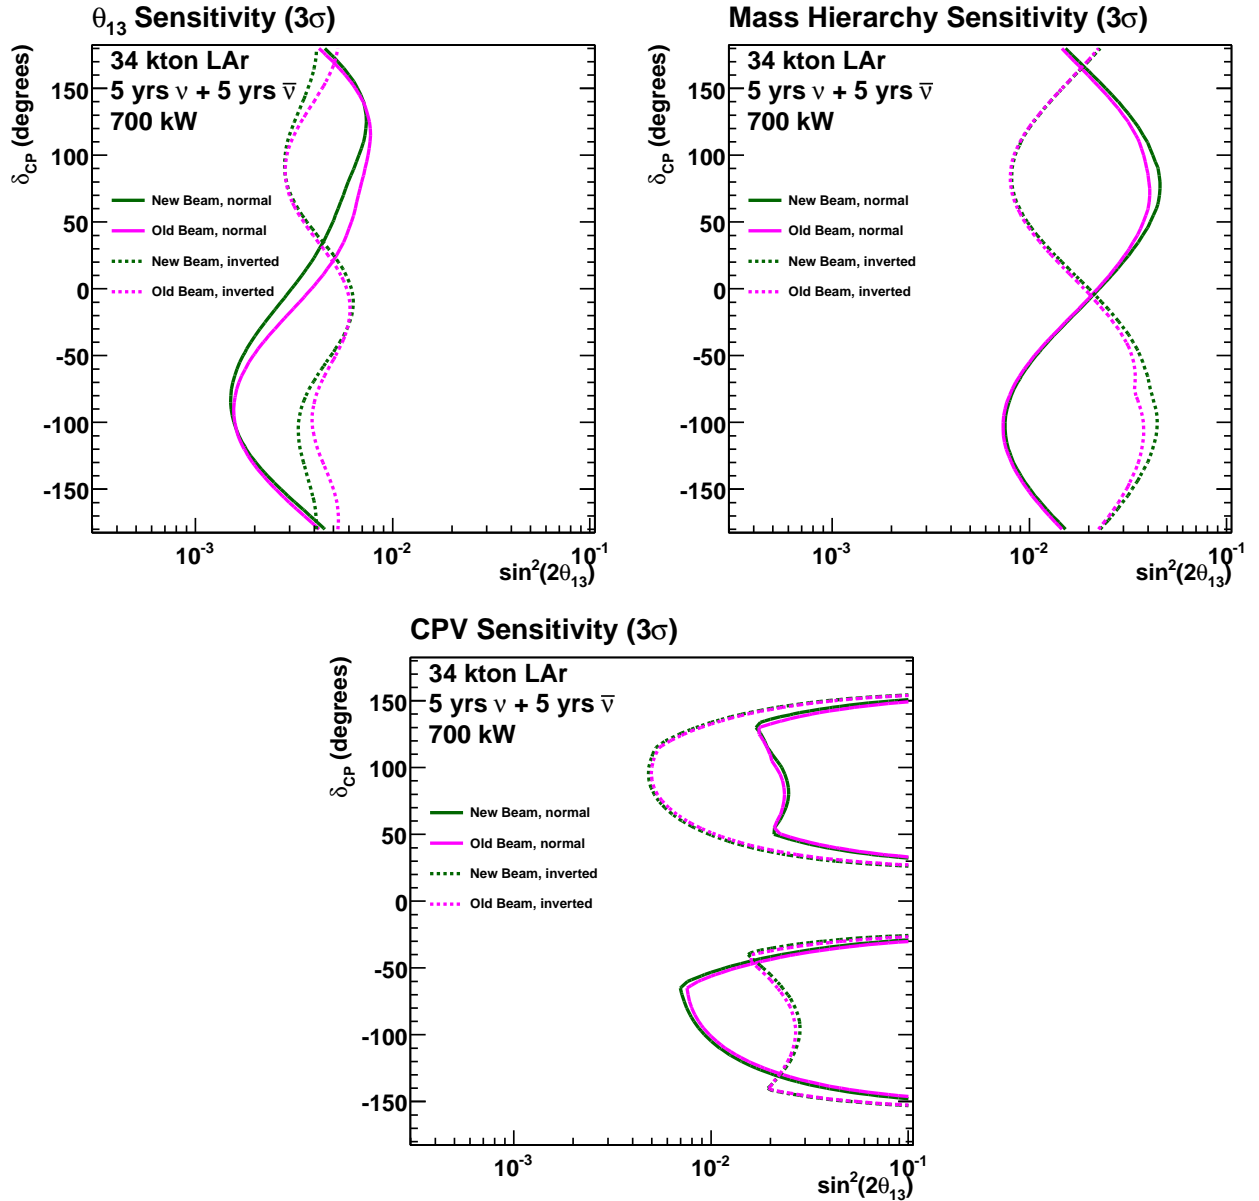 θ13 Sensitivity (3σ)
34 kton LAr
5 yrs ν + 5 yrs ν̅
700 kW
δCP (degrees)
150
100
50
0
-50
-100
-150
New Beam, normal
Old Beam, normal
New Beam, inverted
Old Beam, inverted
10-3
10-2
10-1
sin2(2θ13)
Mass Hierarchy Sensitivity (3σ)
34 kton LAr
5 yrs ν + 5 yrs ν̅
700 kW
δCP (degrees)
150
100
50
0
-50
-100
-150
New Beam, normal
Old Beam, normal
New Beam, inverted
Old Beam, inverted
10-3
10-2
10-1
sin2(2θ13)
CPV Sensitivity (3σ)
34 kton LAr
5 yrs ν + 5 yrs ν̅
700 kW
δCP (degrees)
150
100
50
0
-50
-100
-150
New Beam, normal
Old Beam, normal
New Beam, inverted
Old Beam, inverted
10-3
10-2
10-1
sin2(2θ13)